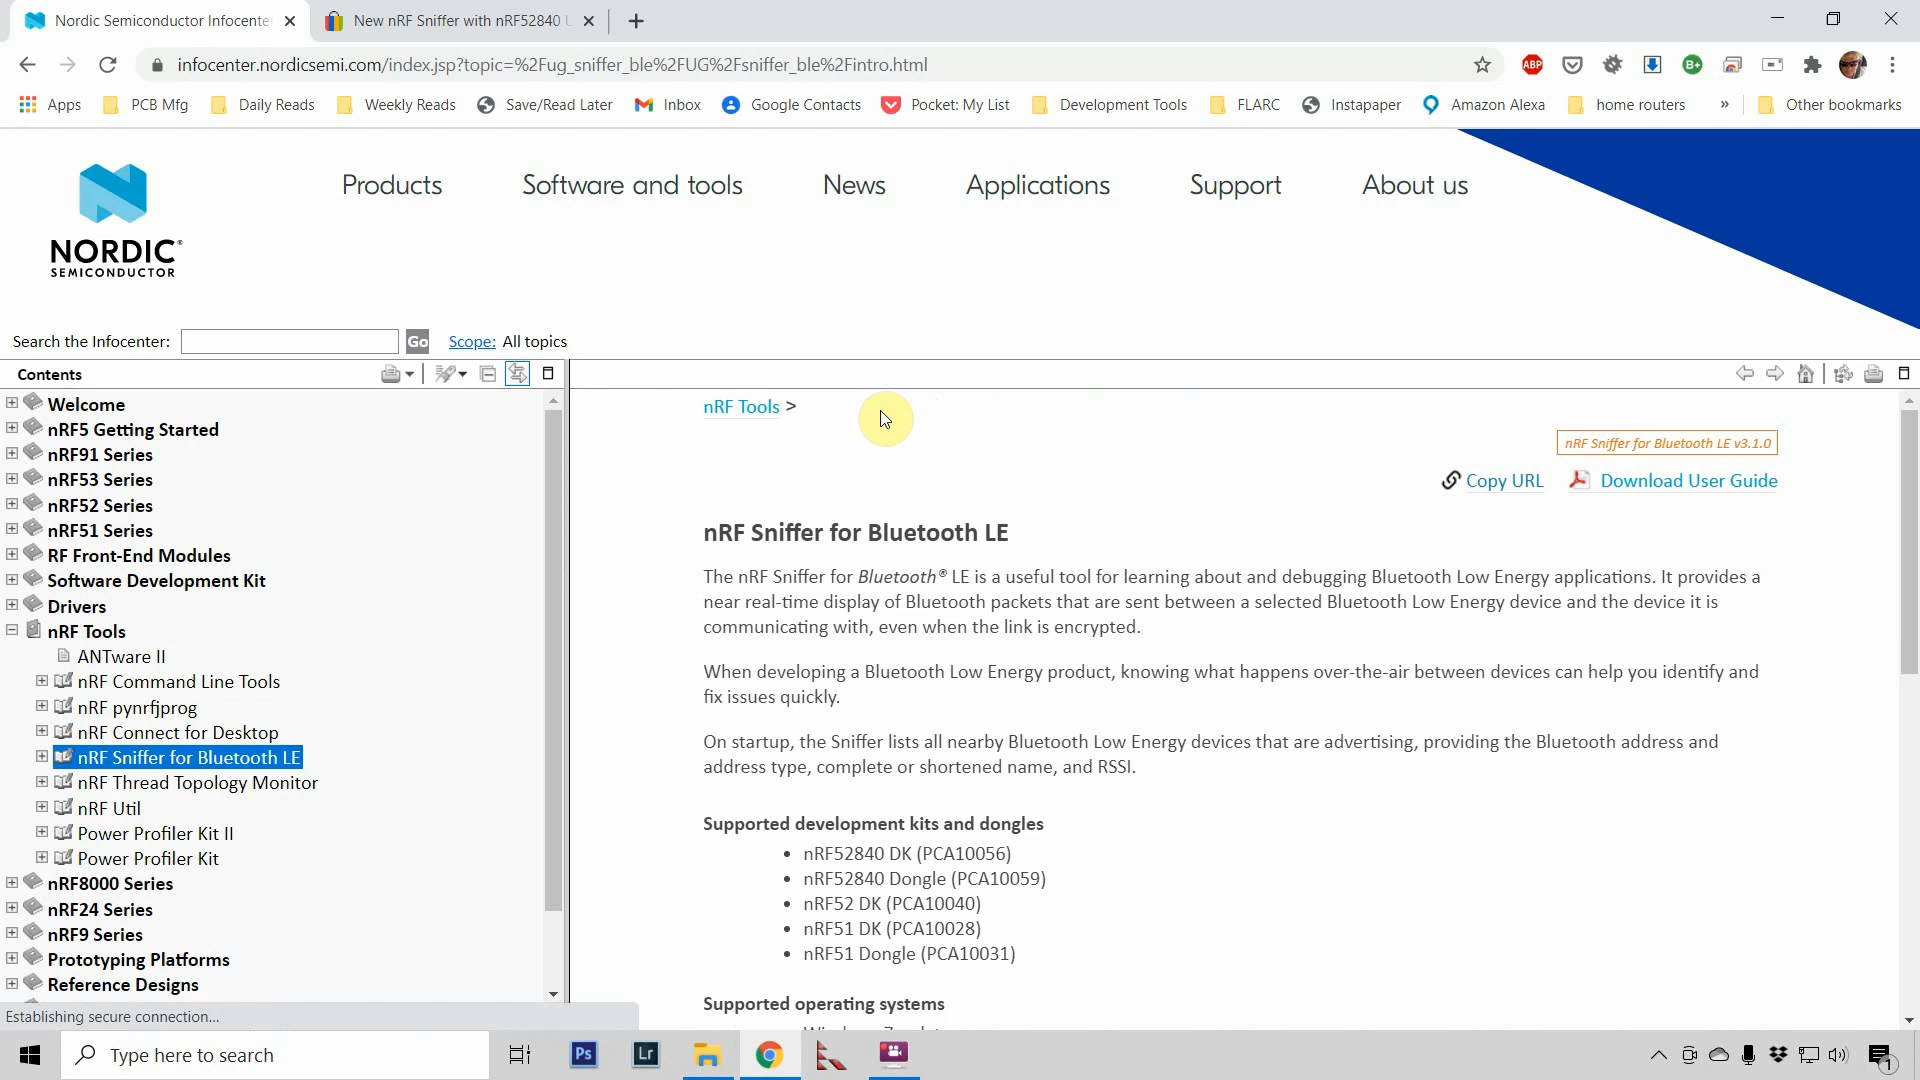 Nordic Semiconductor Infocenter
New nRF Sniffer with nRF52840 U
infocenter.nordicsemi.com/index.jsp?topic=%2Fug_sniffer_ble%2FUG%2Fsniffer_ble%2Fintro.html
ABP
B+
Apps
PCB Mfg
Daily Reads
Weekly Reads
Save/Read Later
Inbox
Google Contacts
Pocket: My List
Development Tools
FLARC
Instapaper
Amazon Alexa
home routers
»
Other bookmarks
NORDIC®
SEMICONDUCTOR
Products
Software and tools
News
Applications
Support
About us
Search the Infocenter:
Go
Scope: All topics
Contents
Welcome
nRF5 Getting Started
nRF91 Series
nRF53 Series
nRF52 Series
nRF51 Series
RF Front-End Modules
Software Development Kit
Drivers
nRF Tools
ANTware II
nRF Command Line Tools
nRF pynrfjprog
nRF Connect for Desktop
nRF Sniffer for Bluetooth LE
nRF Thread Topology Monitor
nRF Util
Power Profiler Kit II
Power Profiler Kit
nRF8000 Series
nRF24 Series
nRF9 Series
Prototyping Platforms
Reference Designs
Establishing secure connection...
nRF Tools >
nRF Sniffer for Bluetooth LE v3.1.0
Copy URL
Download User Guide
nRF Sniffer for Bluetooth LE
The nRF Sniffer for Bluetooth® LE is a useful tool for learning about and debugging Bluetooth Low Energy applications. It provides a
near real-time display of Bluetooth packets that are sent between a selected Bluetooth Low Energy device and the device it is
communicating with, even when the link is encrypted.
When developing a Bluetooth Low Energy product, knowing what happens over-the-air between devices can help you identify and
fix issues quickly.
On startup, the Sniffer lists all nearby Bluetooth Low Energy devices that are advertising, providing the Bluetooth address and
address type, complete or shortened name, and RSSI.
Supported development kits and dongles
• nRF52840 DK (PCA10056)
• nRF52840 Dongle (PCA10059)
• nRF52 DK (PCA10040)
• nRF51 DK (PCA10028)
• nRF51 Dongle (PCA10031)
Supported operating systems
Type here to search
Ps
Lr
1